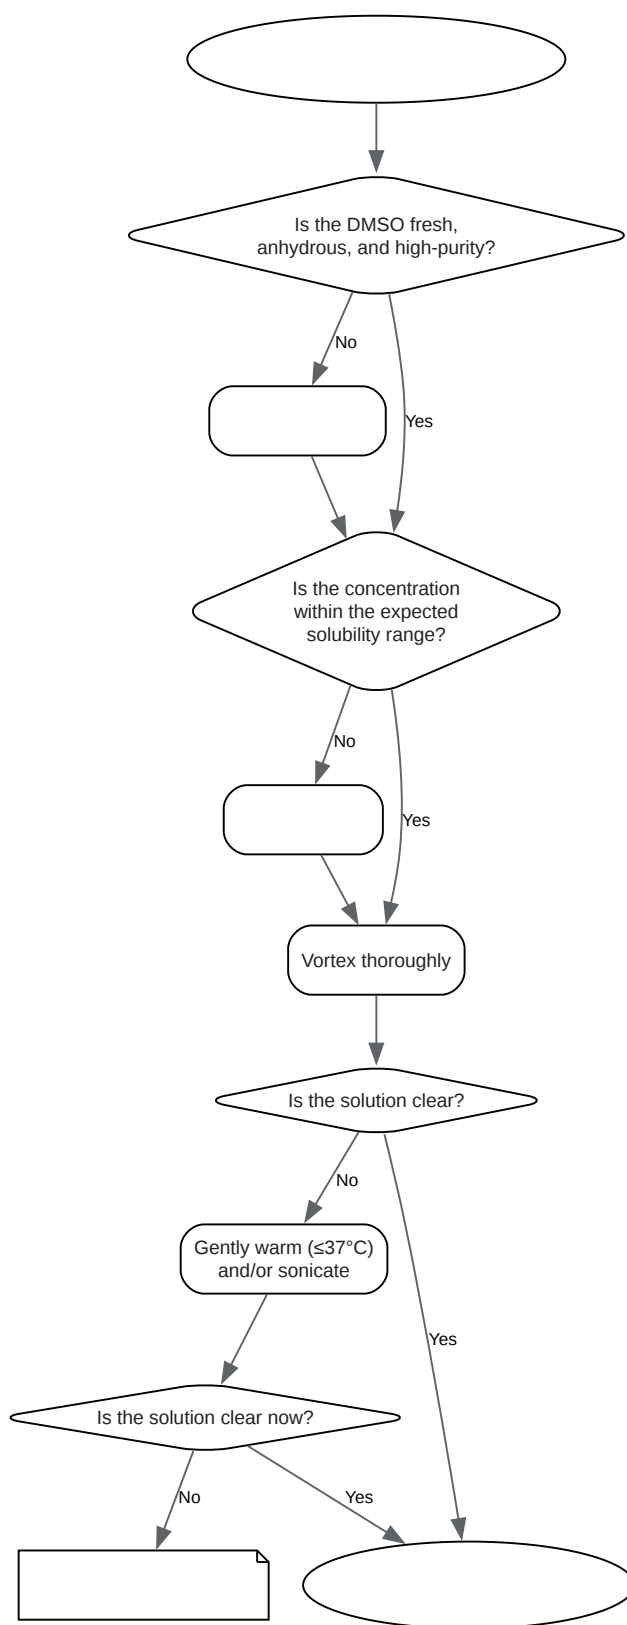 Is the DMSO fresh,
anhydrous, and high-purity?
No
Yes
Is the concentration
within the expected
solubility range?
No
Yes
Vortex thoroughly
Is the solution clear?
No
Gently warm (≤37°C)
and/or sonicate
Yes
Is the solution clear now?
No
Yes